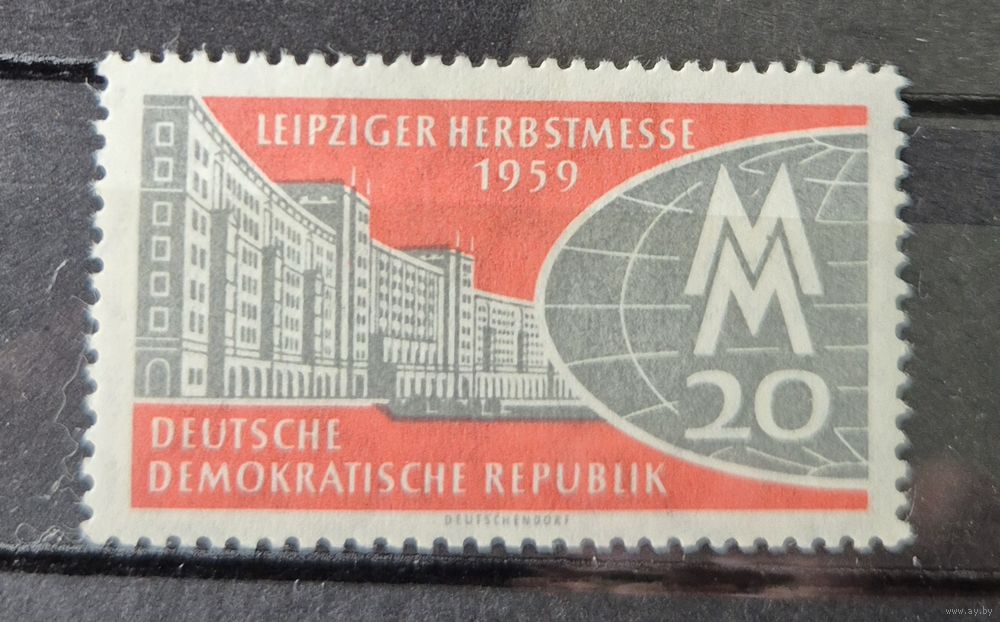 LEIPZIGER HERBSTMESSE
1959
MM
20
DEUTSCHE
DEMOKRATISCHE REPUBLIK
DEUTSCHENDORF
www.ay.by